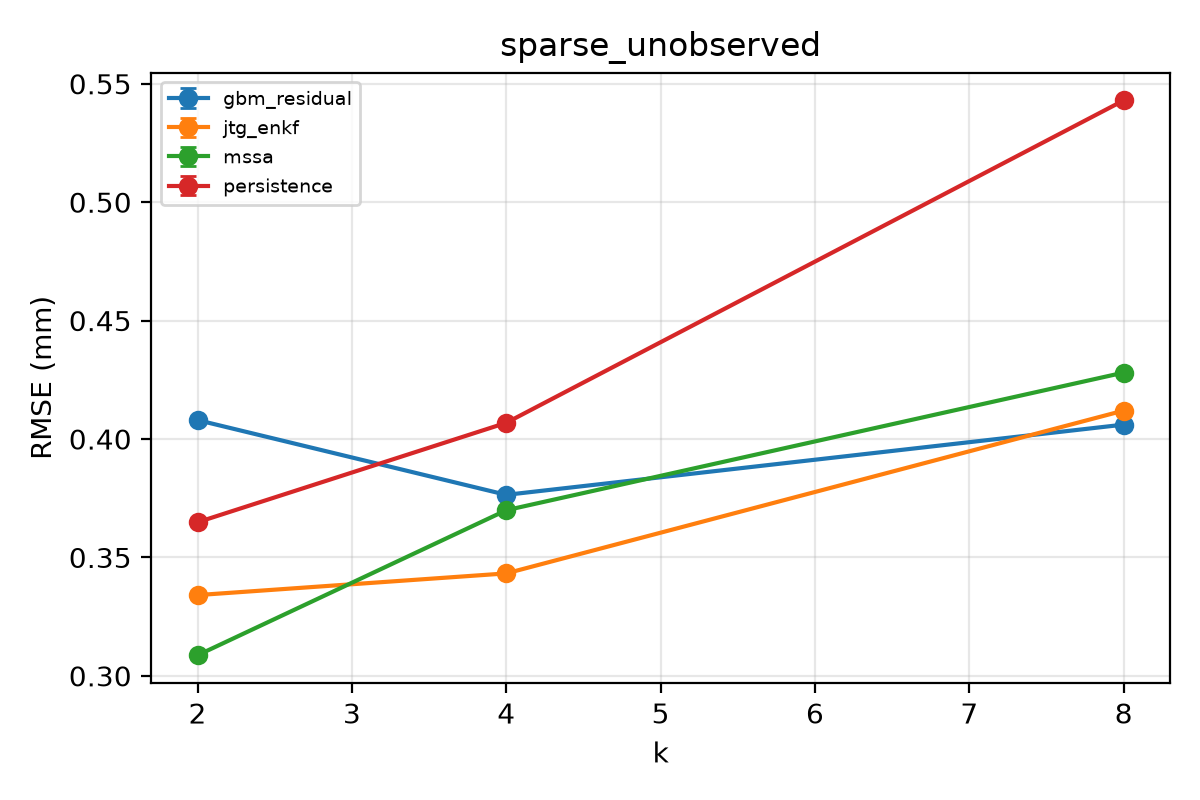 sparse_unobserved
0.55
0.50
0.45
0.40
0.35
0.30
RMSE (mm)
gbm_residual
jtg_enkf
mssa
persistence
2 3 4 5 6 7 8
k